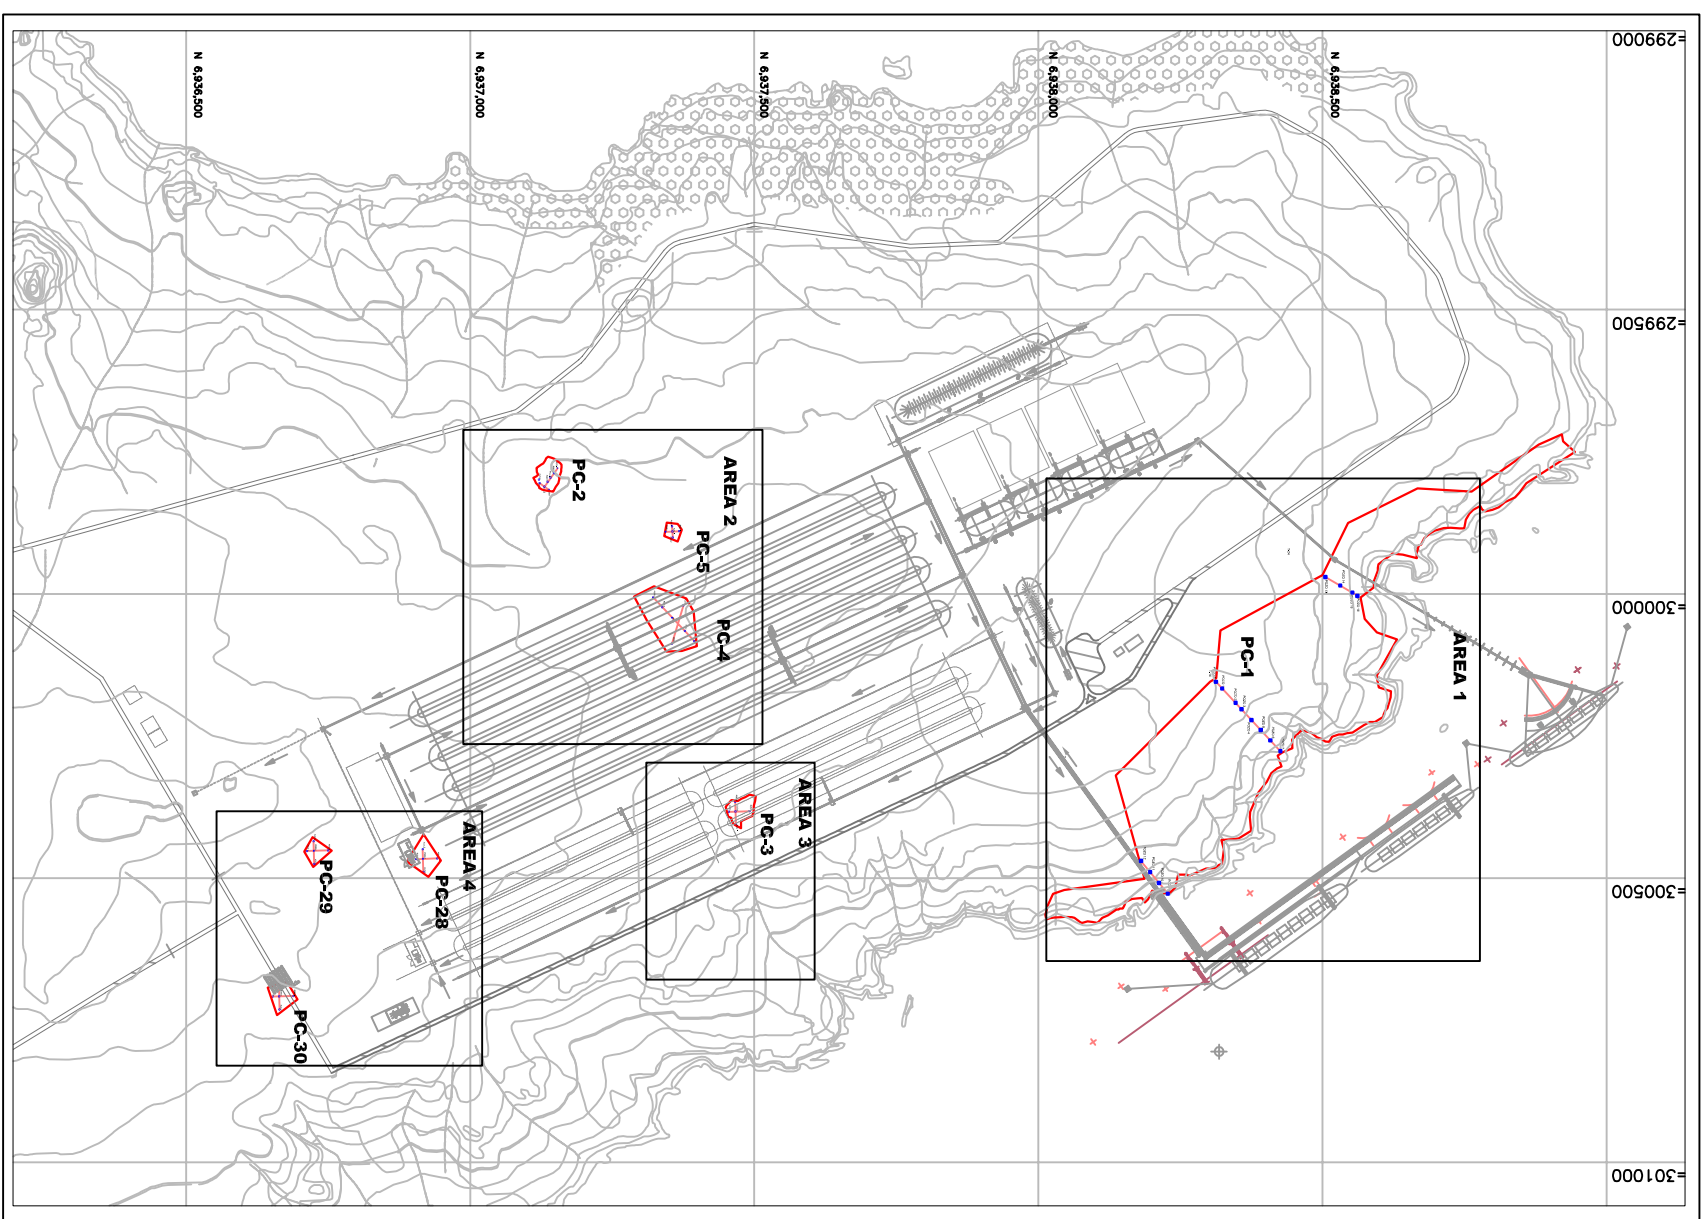 N 6,936,500
N 6,937,000
N 6,937,500
N 6,938,000
N 6,938,500
=299000
=299500
=300000
=300500
=301000
AREA 1
PC-1
AREA 2
PC-2
PC-5
PC-4
AREA 3
PC-3
AREA 4
PC-28
PC-29
PC-30